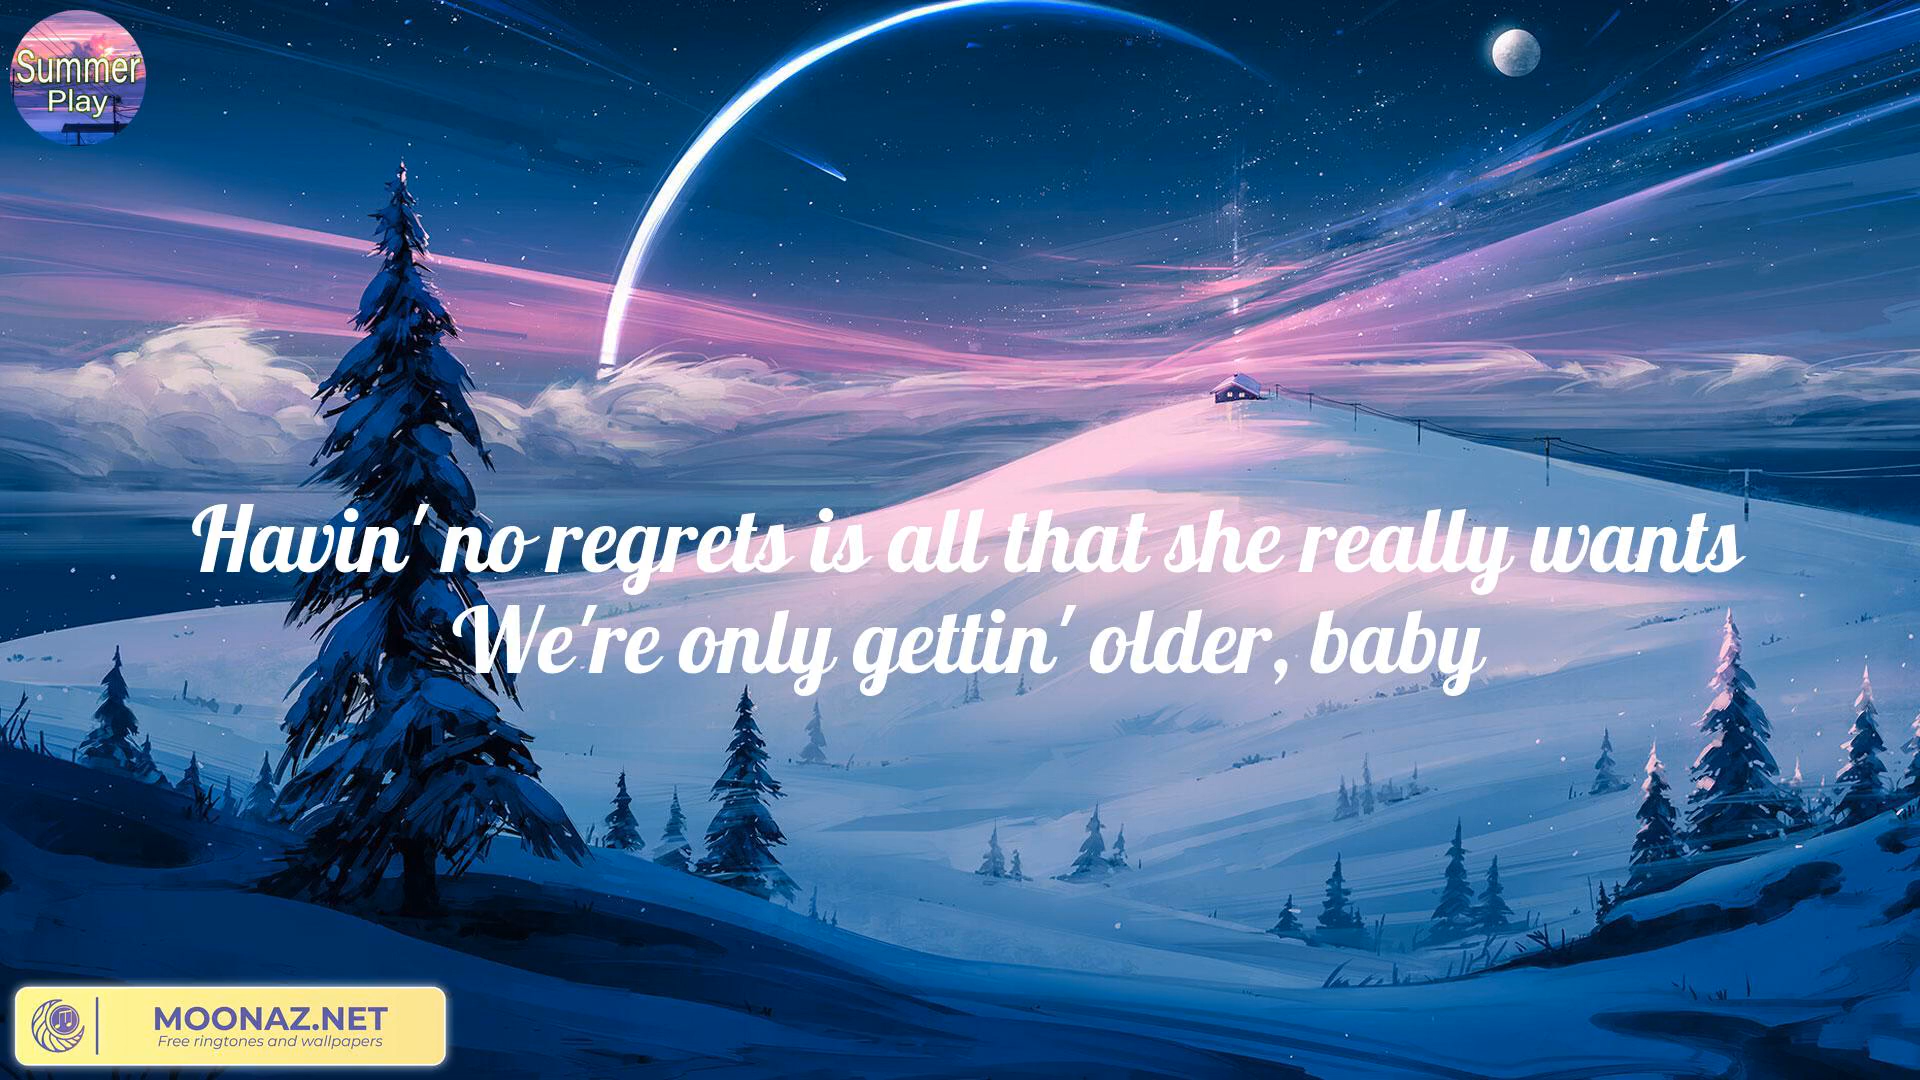 Summer
Play
Havin' no regrets is all that she really wants
We're only gettin' older, baby
MOONAZ.NET
Free ringtones and wallpapers